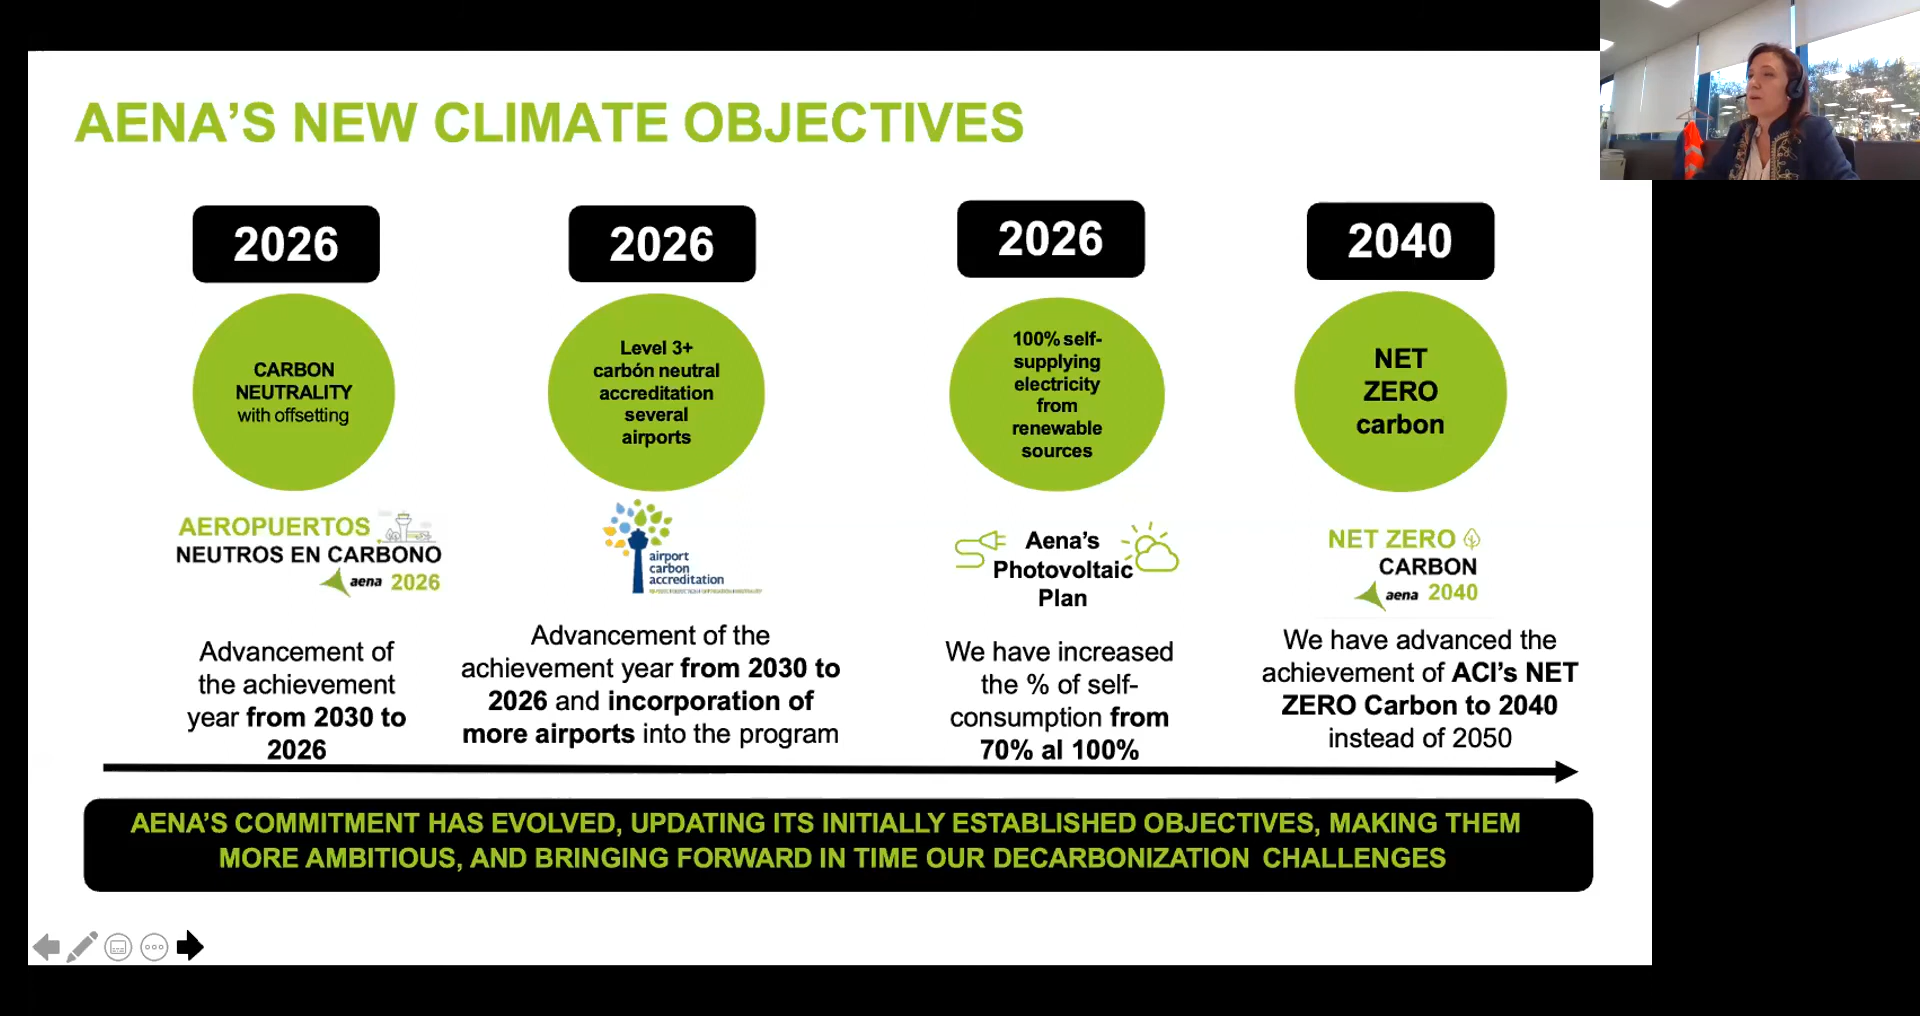 AENA'S NEW CLIMATE OBJECTIVES
2026
CARBON
NEUTRALITY
with offsetting
AEROPUERTOS
NEUTROS EN CARBONO
aena 2026
Advancement of
the achievement
year from 2030 to
2026
2026
Level 3+
carbón neutral
accreditation
several
airports
airport
carbon
accreditation
Advancement of the
achievement year from 2030 to
2026 and incorporation of
more airports into the program
2026
100% self-
supplying
electricity
from
renewable
sources
Aena's
Photovoltaic
Plan
We have increased
the % of self-
consumption from
70% al 100%
2040
NET
ZERO
carbon
NET ZERO
CARBON
aena 2040
We have advanced the
achievement of ACI's NET
ZERO Carbon to 2040
instead of 2050
AENA'S COMMITMENT HAS EVOLVED, UPDATING ITS INITIALLY ESTABLISHED OBJECTIVES, MAKING THEM
MORE AMBITIOUS, AND BRINGING FORWARD IN TIME OUR DECARBONIZATION CHALLENGES